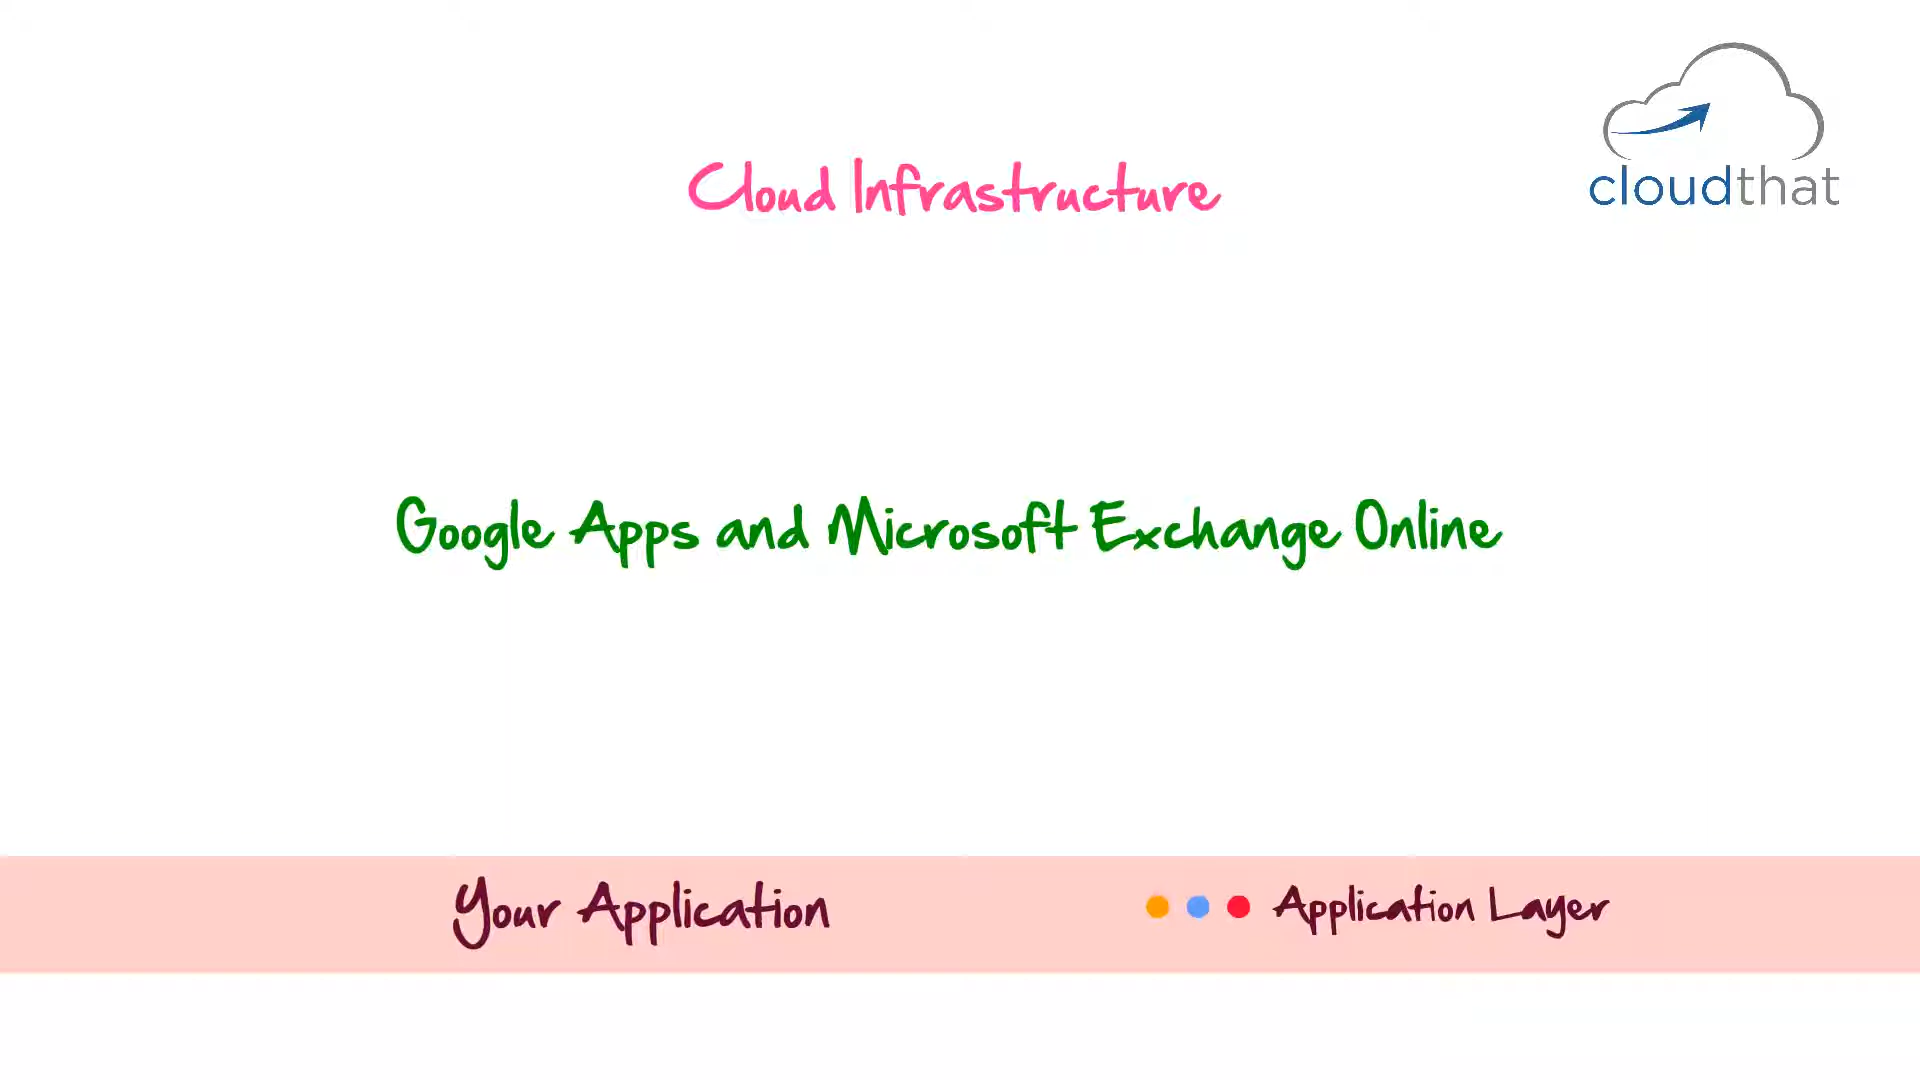 cloudthat
Cloud Infrastructure
Google Apps and Microsoft Exchange Online
Your Application
Application Layer